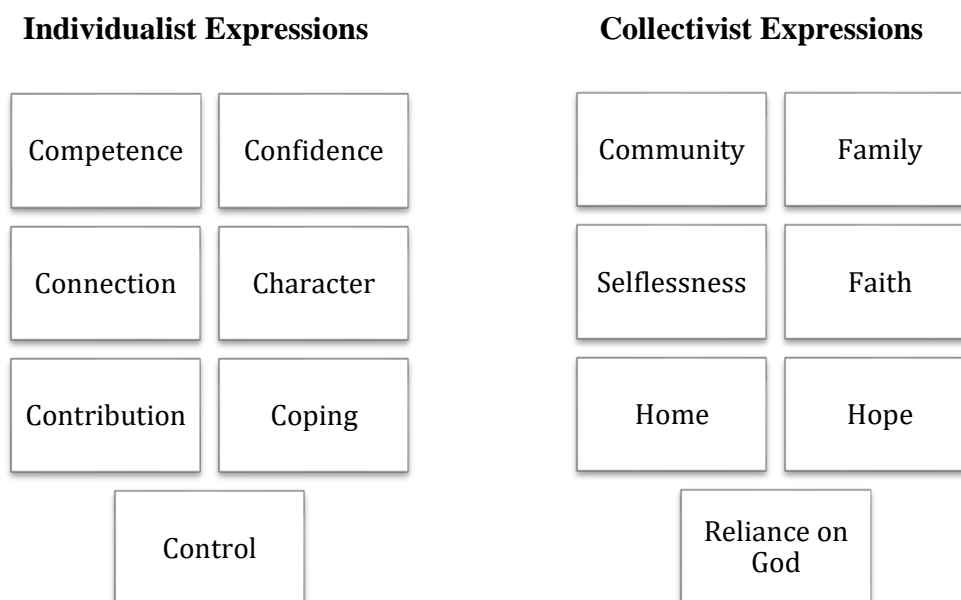 Individualist Expressions
Competence
Confidence
Connection
Character
Contribution
Coping
Control
Collectivist Expressions
Community
Family
Selflessness
Faith
Home
Hope
Reliance on
God